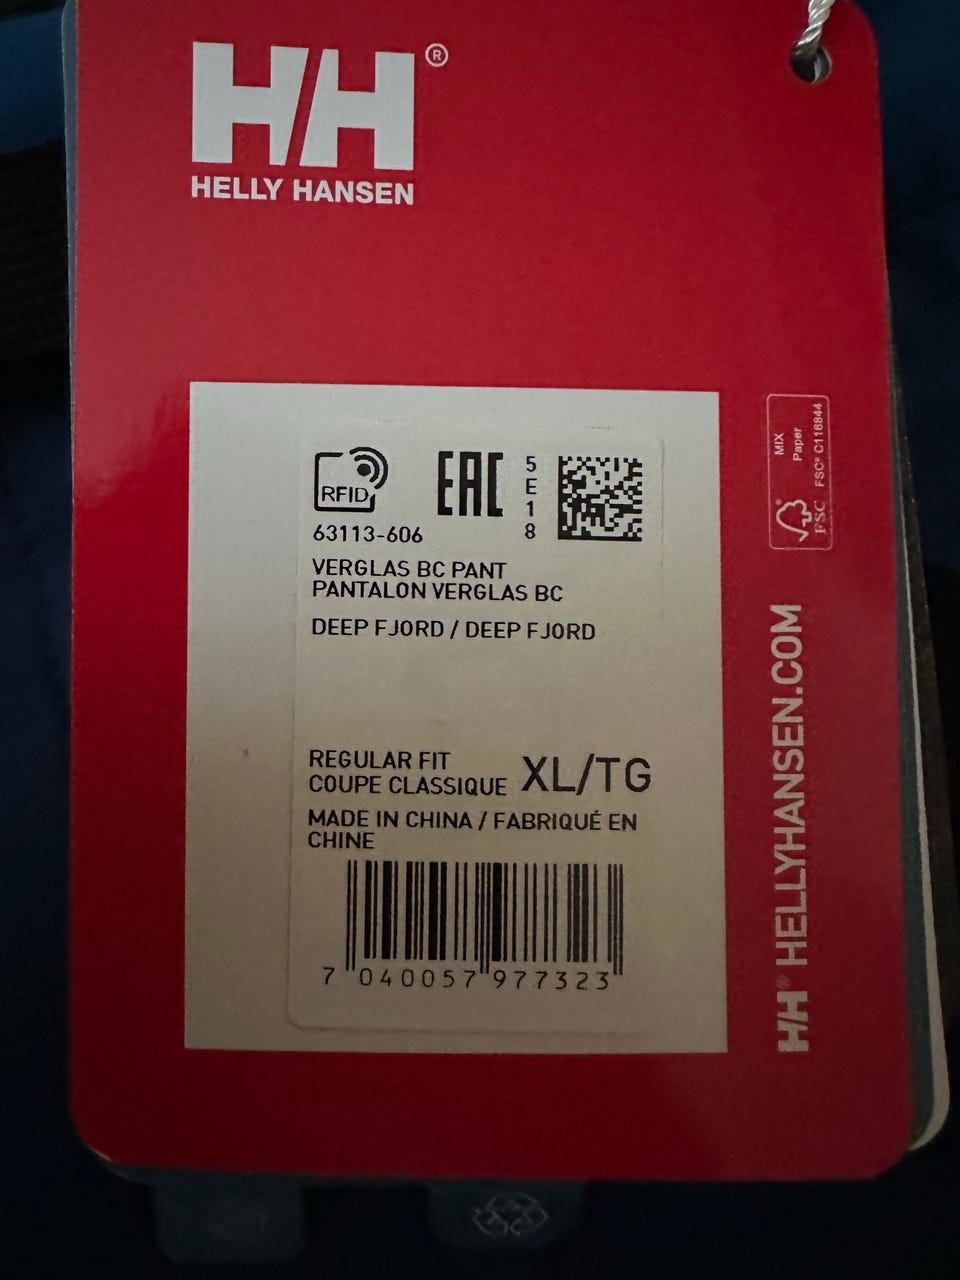 HH®
HELLY HANSEN
RFID
EAC
5
E
1
8
63113-606
VERGLAS BC PANT
PANTALON VERGLAS BC
DEEP FJORD / DEEP FJORD
REGULAR FIT
COUPE CLASSIQUE
XL/TG
MADE IN CHINA / FABRIQUÉ EN
CHINE
7 040057 977323
MIX
Paper
FSC® C116844
FSC
HH® HELLYHANSEN.COM